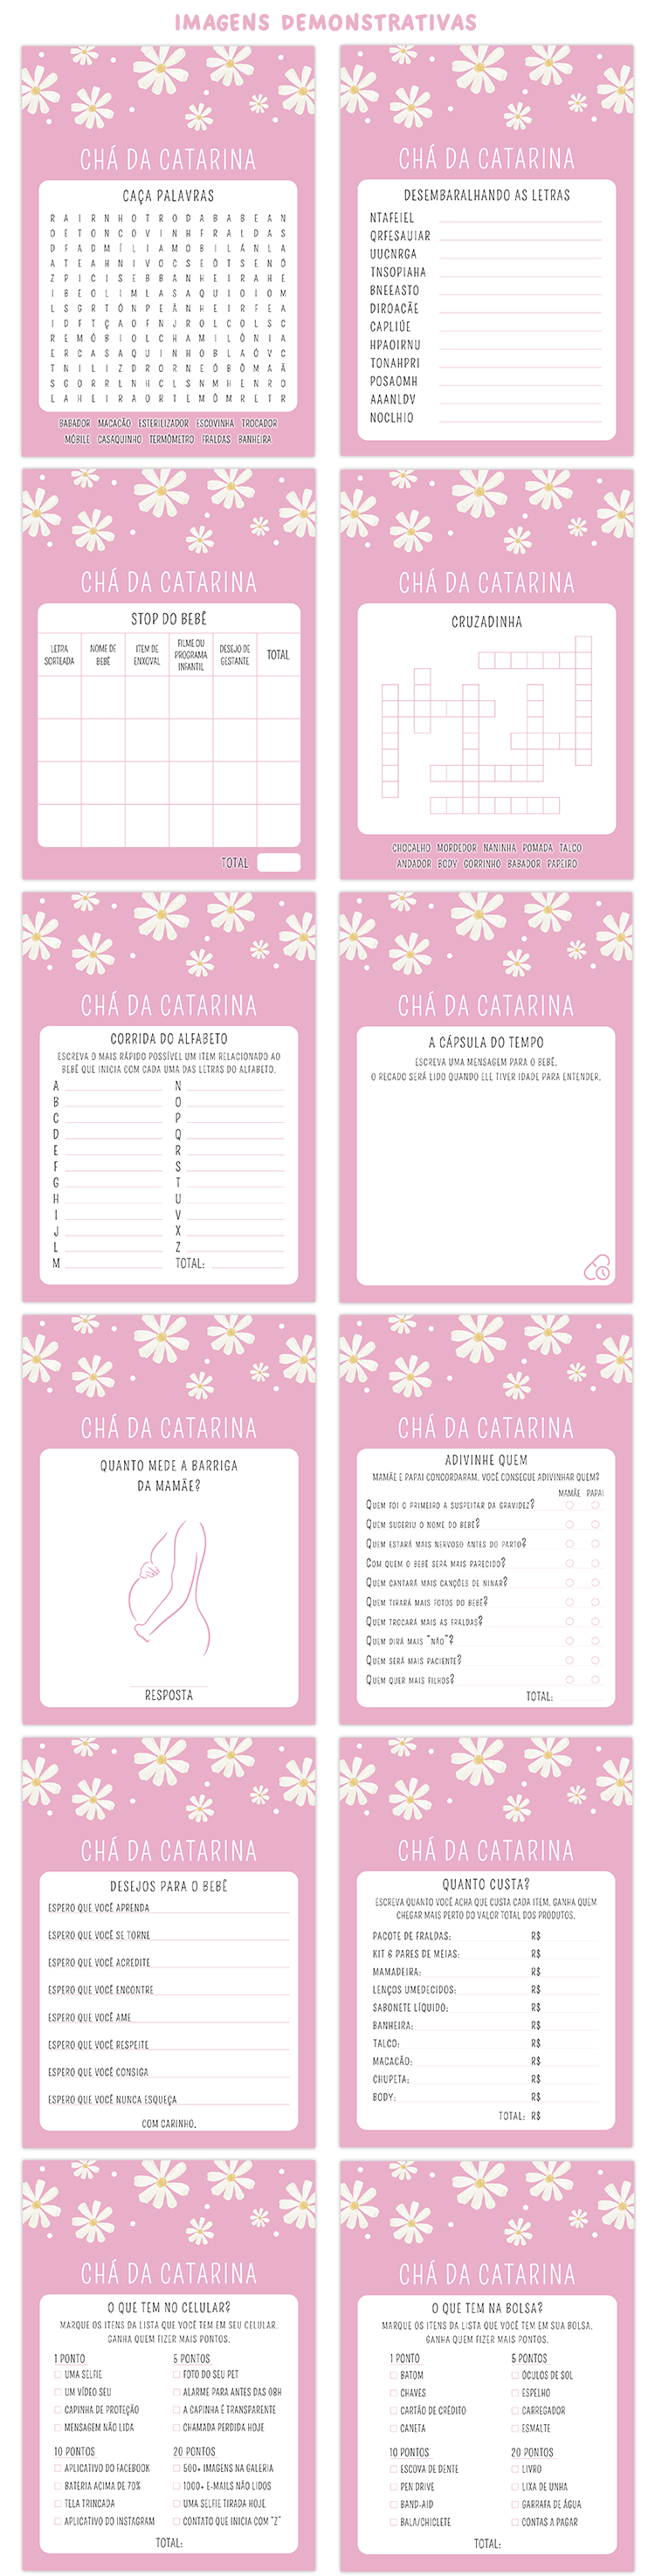 IMAGENS DEMONSTRATIVAS
CHÁ DA CATARINA
CAÇA PALAVRAS
R A I R N H O T R O D A B A B E A N
O E T O N C O V I N H F R A L D A S
D F A D M Í L I A M O B I L Â N L A
A T E A H N I V O C S E Ô T S E N Ô
Z P I C I S E B B A N H E I R A H E
I B E O L I M L A S A Q U I O I O M
L S G R T Ô N P E Â N H E I R F E A
I D F T Ç A O F N J R O L C O L S C
R E M Ó B I O L C H A M I L Ô N I A
E R C A S A Q U I N H O B L A Ó V C
T N I L I Z D R O R N E Ô B Ô M A Ã
S G O R R L N H C L S N M H E N R O
E A H E I R A O R T E M O M E T R
BABADOR MACACÃO ESTERILIZADOR ESCOVINHA TROCADOR
MÓBILE CASAQUINHO TERMÔMETRO FRALDAS BANHEIRA
CHÁ DA CATARINA
DESEMBARALHANDO AS LETRAS
NTAFEIEL
QRFESAUIAR
UUCNRGA
TNSOPIAHA
BNEEASTO
DIROACÃE
CAPLIÚE
HPAOIRNU
TONAHPRI
POSAOMH
AAANLDV
NOCLHIO
CHÁ DA CATARINA
STOP DO BEBÊ
LETRA SORTEADA
NOME DE BEBÊ
ITEM DE ENXOVAL
FILME OU PROGRAMA INFANTIL
DESEJO DE GESTANTE
TOTAL
TOTAL
CHÁ DA CATARINA
CRUZADINHA
CHOCALHO MORDEDOR NANINHA POMADA TALCO
ANDADOR BODY GORRINHO BABADOR PAPEIRO
CHÁ DA CATARINA
CORRIDA DO ALFABETO
ESCREVA O MAIS RÁPIDO POSSÍVEL UM ITEM RELACIONADO AO
BEBÊ QUE INICIA COM CADA UMA DAS LETRAS DO ALFABETO.
A
B
C
D
E
F
G
H
I
J
L
M
N
O
P
Q
R
S
T
U
V
X
Z
TOTAL:
CHÁ DA CATARINA
A CÁPSULA DO TEMPO
ESCREVA UMA MENSAGEM PARA O BEBÊ.
O RECADO SERÁ LIDO QUANDO ELE TIVER IDADE PARA ENTENDER.
CHÁ DA CATARINA
QUANTO MEDE A BARRIGA
DA MAMÃE?
RESPOSTA
CHÁ DA CATARINA
ADIVINHE QUEM
MAMÃE E PAPAI CONCORDARAM, VOCÊ CONSEGUE ADIVINHAR QUEM?
MAMÃE PAPAI
QUEM FOI O PRIMEIRO A SUSPEITAR DA GRAVIDEZ?
QUEM SUGERIU O NOME DO BEBÊ?
QUEM ESTARÁ MAIS NERVOSO ANTES DO PARTO?
COM QUEM O BEBÊ SERÁ MAIS PARECIDO?
QUEM CANTARÁ MAIS CANÇÕES DE NINAR?
QUEM TIRARÁ MAIS FOTOS DO BEBÊ?
QUEM TROCARÁ MAIS AS FRALDAS?
QUEM DIRÁ MAIS "NÃO"?
QUEM SERÁ MAIS PACIENTE?
QUEM QUER MAIS FILHOS?
TOTAL:
CHÁ DA CATARINA
DESEJOS PARA O BEBÊ
ESPERO QUE VOCÊ APRENDA
ESPERO QUE VOCÊ SE TORNE
ESPERO QUE VOCÊ ACREDITE
ESPERO QUE VOCÊ ENCONTRE
ESPERO QUE VOCÊ AME
ESPERO QUE VOCÊ RESPEITE
ESPERO QUE VOCÊ CONSIGA
ESPERO QUE VOCÊ NUNCA ESQUEÇA
COM CARINHO,
CHÁ DA CATARINA
QUANTO CUSTA?
ESCREVA QUANTO VOCÊ ACHA QUE CUSTA CADA ITEM, GANHA QUEM
CHEGAR MAIS PERTO DO VALOR TOTAL DOS PRODUTOS.
PACOTE DE FRALDAS: R$
KIT 6 PARES DE MEIAS: R$
MAMADEIRA: R$
LENÇOS UMEDECIDOS: R$
SABONETE LÍQUIDO: R$
BANHEIRA: R$
TALCO: R$
MACACÃO: R$
CHUPETA: R$
BODY: R$
TOTAL: R$
CHÁ DA CATARINA
O QUE TEM NO CELULAR?
MARQUE OS ITENS DA LISTA QUE VOCÊ TEM EM SEU CELULAR.
GANHA QUEM FIZER MAIS PONTOS.
1 PONTO
UMA SELFIE
UM VÍDEO SEU
CAPINHA DE PROTEÇÃO
MENSAGEM NÃO LIDA
5 PONTOS
FOTO DO SEU PET
ALARME PARA ANTES DAS 08H
A CAPINHA É TRANSPARENTE
CHAMADA PERDIDA HOJE
10 PONTOS
APLICATIVO DO FACEBOOK
BATERIA ACIMA DE 70%
TELA TRINCADA
APLICATIVO DO INSTAGRAM
20 PONTOS
500+ IMAGENS NA GALERIA
1000+ E-MAILS NÃO LIDOS
UMA SELFIE TIRADA HOJE
CONTATO QUE INICIA COM "Z"
TOTAL:
CHÁ DA CATARINA
O QUE TEM NA BOLSA?
MARQUE OS ITENS DA LISTA QUE VOCÊ TEM EM SUA BOLSA.
GANHA QUEM FIZER MAIS PONTOS.
1 PONTO
BATOM
CHAVES
CARTÃO DE CRÉDITO
CANETA
5 PONTOS
ÓCULOS DE SOL
ESPELHO
CARREGADOR
ESMALTE
10 PONTOS
ESCOVA DE DENTE
PEN DRIVE
BAND-AID
BALA/CHICLETE
20 PONTOS
LIVRO
LIXA DE UNHA
GARRAFA DE ÁGUA
CONTAS A PAGAR
TOTAL: